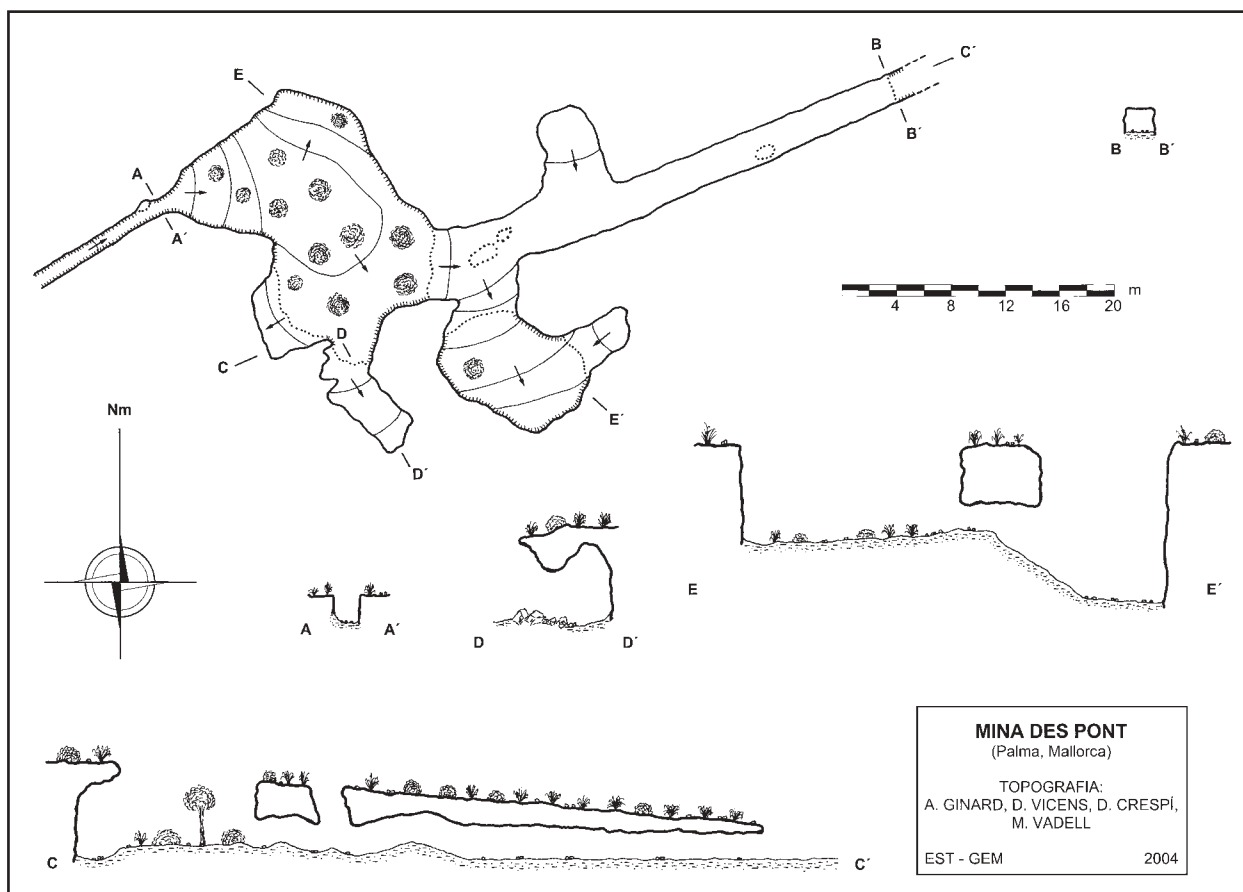 B
C´
E
B´
A
B B´
A´
m
4 8 12 16 20
D
C
E´
Nm
D´
E E´
A A´
D D´
MINA DES PONT
(Palma, Mallorca)
TOPOGRAFIA:
A. GINARD, D. VICENS, D. CRESPÍ,
M. VADELL
EST - GEM 2004
C C´